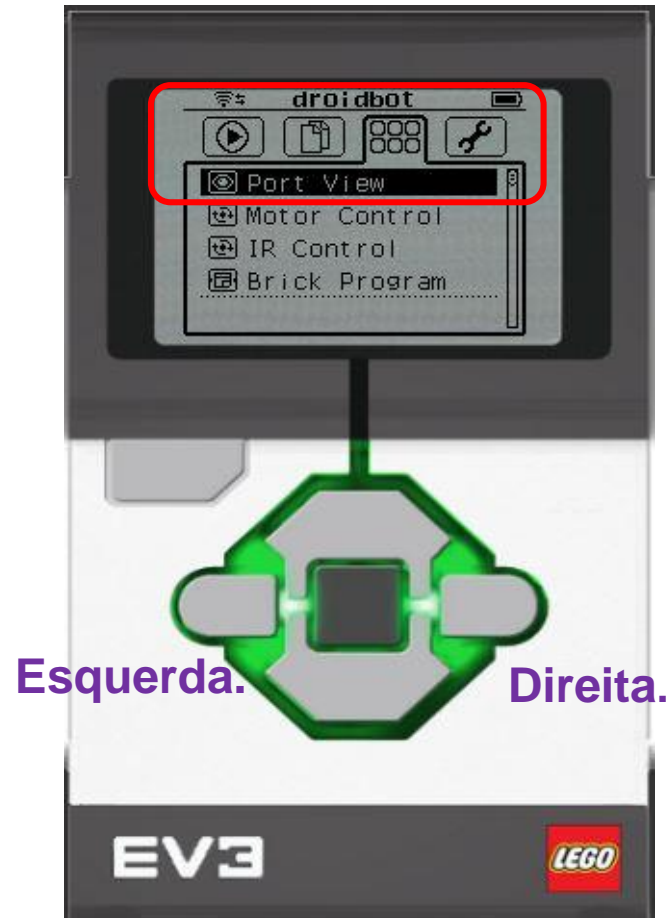 droidbot
Port View
Motor Control
IR Control
Brick Program
Esquerda.
Direita.
EV3
LEGO